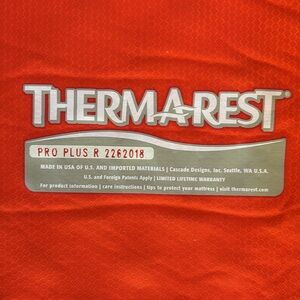 THERMAREST®
PRO PLUS R 2262018
MADE IN USA OF U.S. AND IMPORTED MATERIALS | Cascade Designs, Inc. Seattle, WA U.S.A.
U.S. and Foreign Patents Apply | LIMITED LIFETIME WARRANTY
For product information | care instructions | tips to protect your mattress | visit thermarest.com